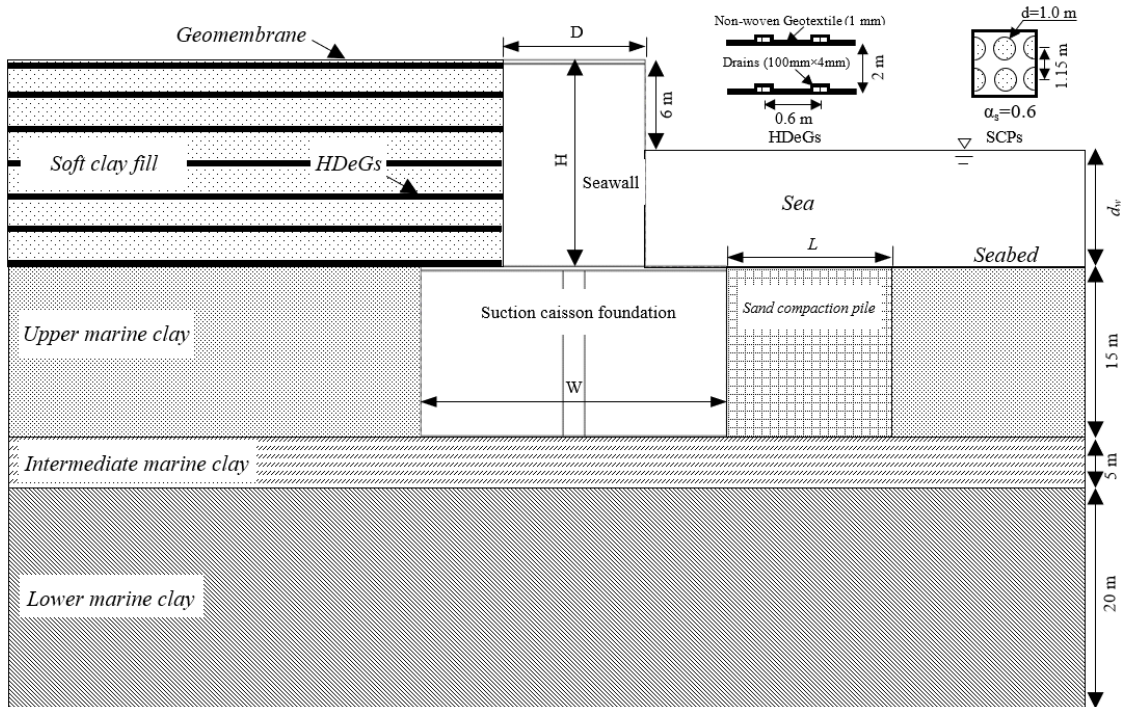 Geomembrane
D
Non-woven Geotextile (1 mm)
d=1.0 m
Drains (100mm×4mm)
2 m
1.15 m
0.6 m
αs=0.6
HDeGs
SCPs
6 m
Soft clay fill
HDeGs
H
Seawall
Sea
dw
L
Seabed
Upper marine clay
Suction caisson foundation
Sand compaction pile
15 m
W
Intermediate marine clay
5 m
Lower marine clay
20 m